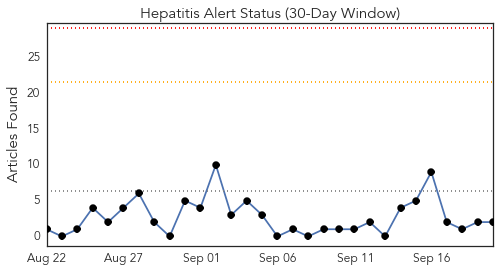 Hepatitis Alert Status (30-Day Window)
Articles Found
25
20
15
10
5
0
Aug 22
Aug 27
Sep 01
Sep 06
Sep 11
Sep 16